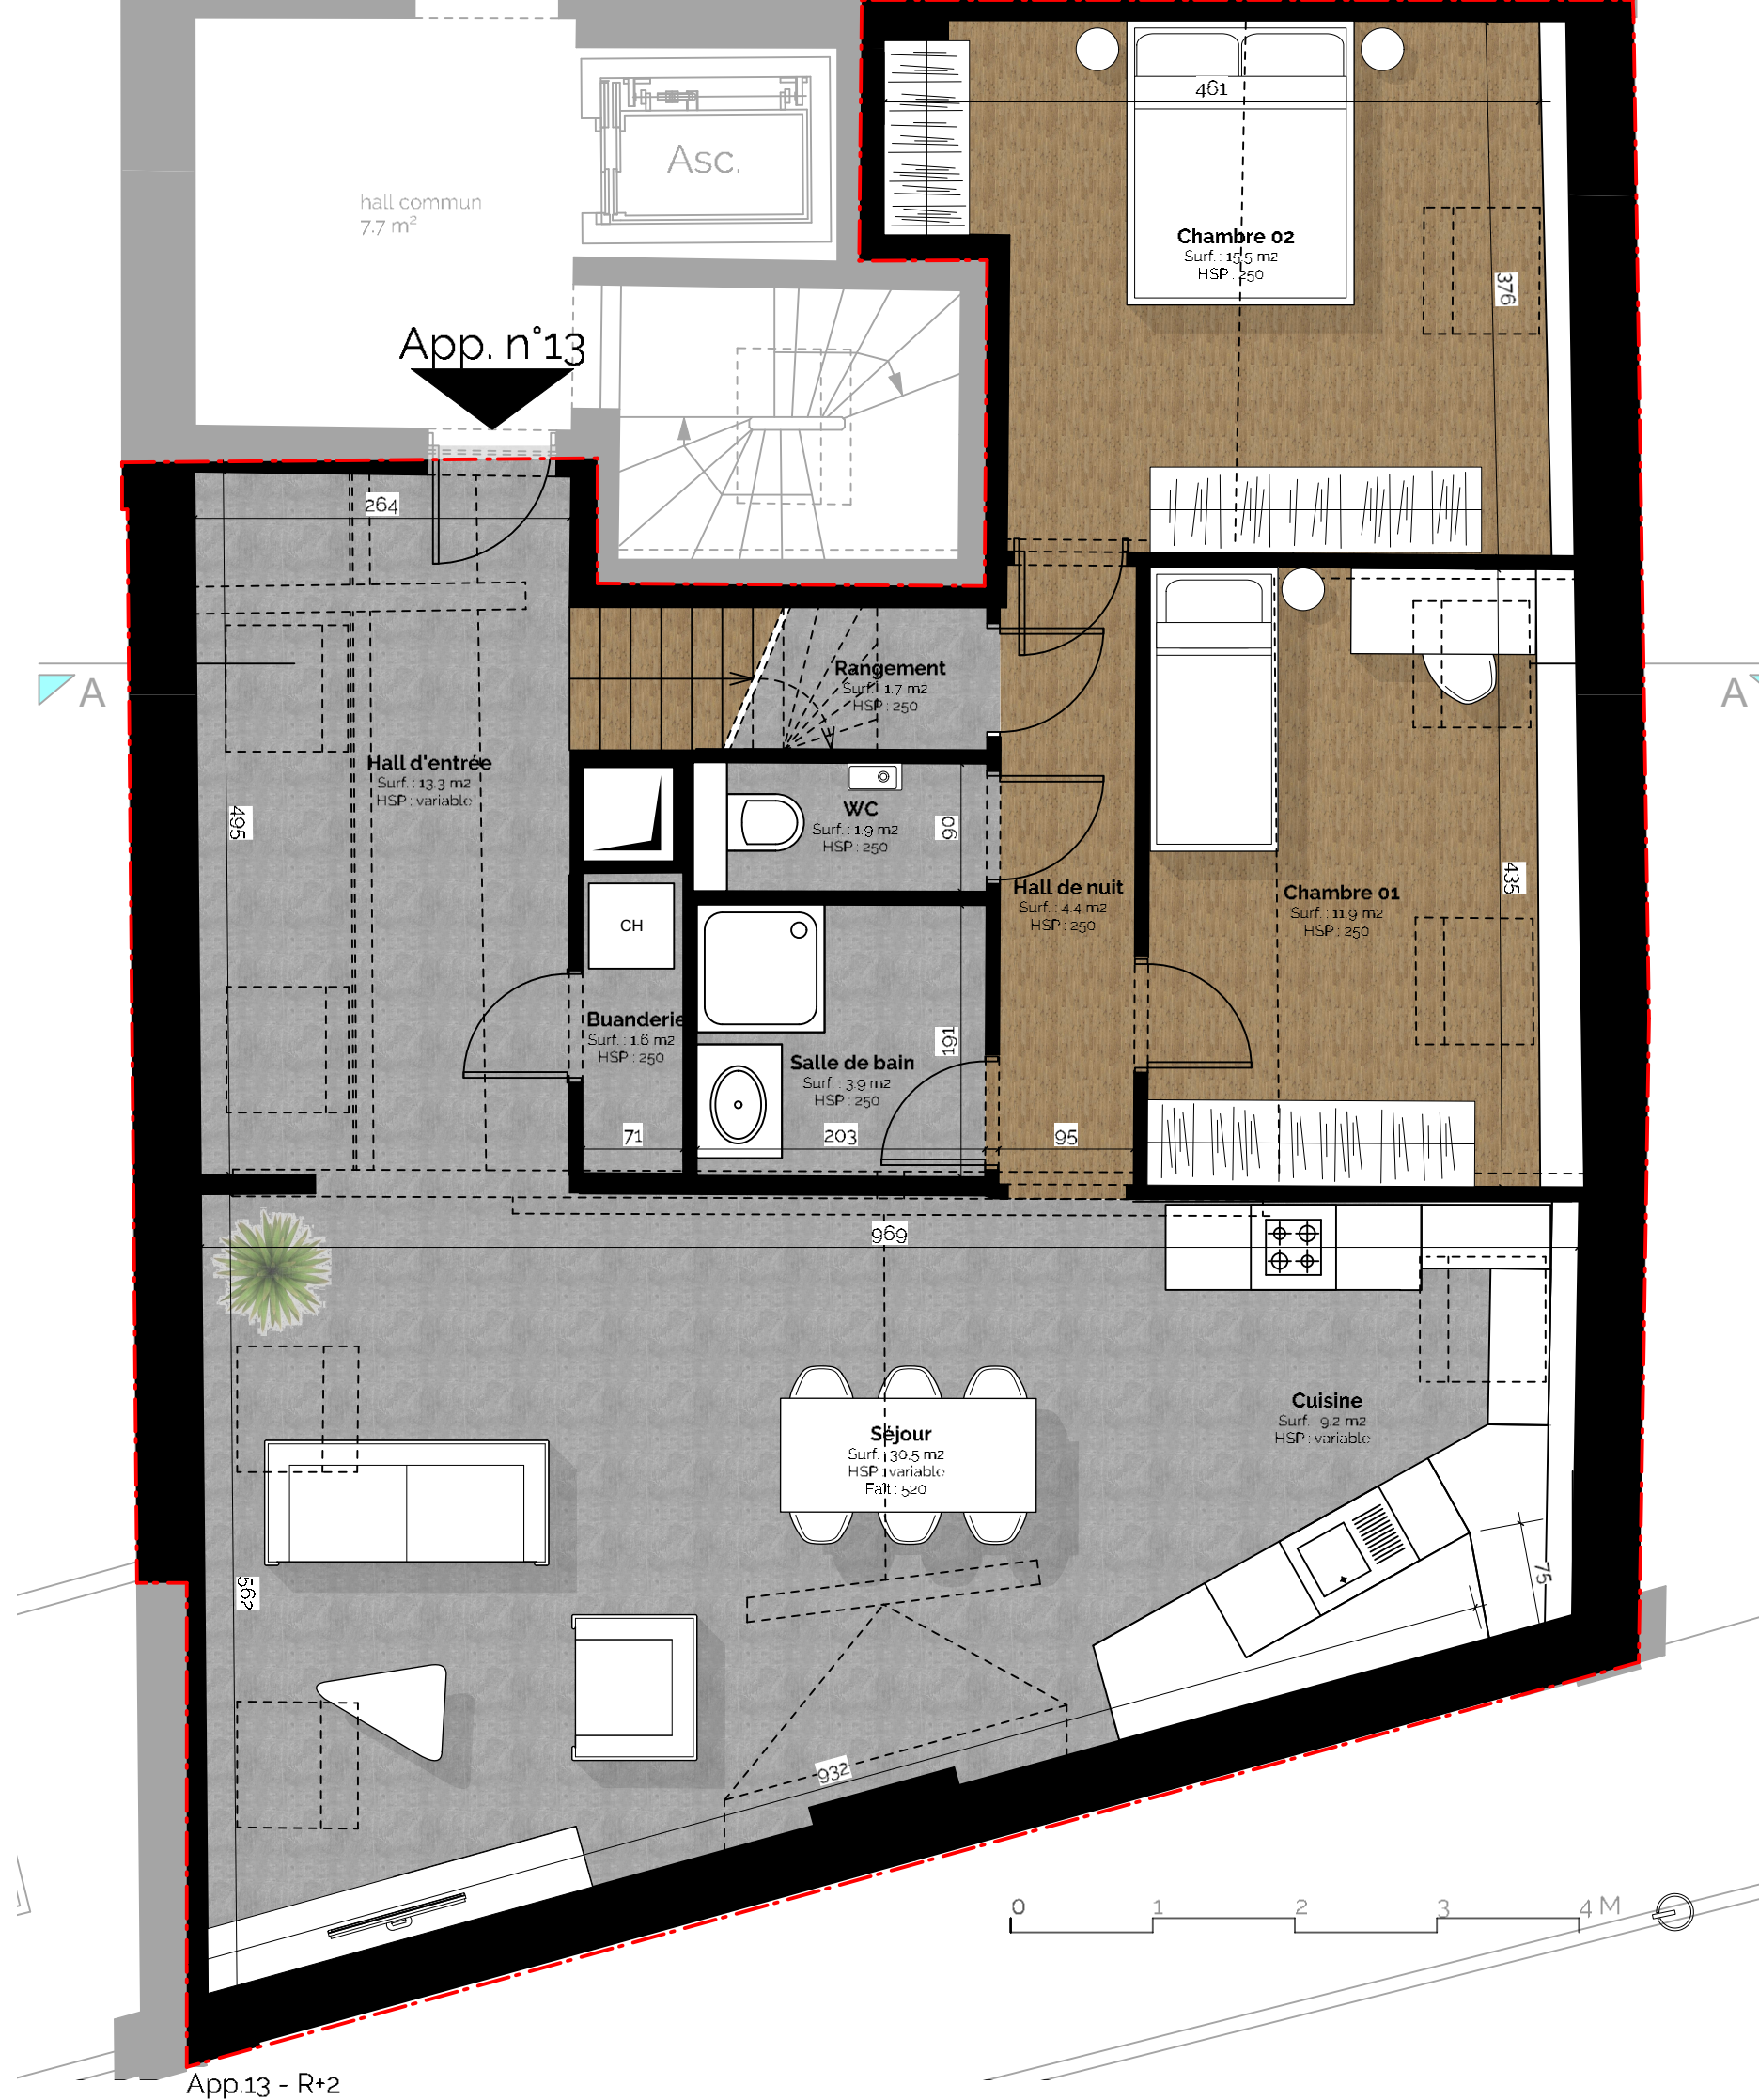 461
Asc.
hall commun
7.7 m²
Chambre 02
Surf. : 15.5 m2
HSP : 250
376
App. n°13
264
A
A
Rangement
Surf. : 1.7 m2
HSP : 250
Hall d'entrée
Surf. : 13.3 m2
HSP : variable
495
WC
Surf. : 1.9 m2
HSP : 250
90
Hall de nuit
Surf. : 4.4 m2
HSP : 250
Chambre 01
Surf. : 11.9 m2
HSP : 250
435
CH
Buanderie
Surf. : 1.6 m2
HSP : 250
Salle de bain
Surf. : 3.9 m2
HSP : 250
191
71
203
95
969
Cuisine
Surf. : 9.2 m2
HSP : variable
Séjour
Surf. : 30.5 m2
HSP : variable
Fait : 520
562
75
932
0 1 2 3 4 M
App.13 - R+2